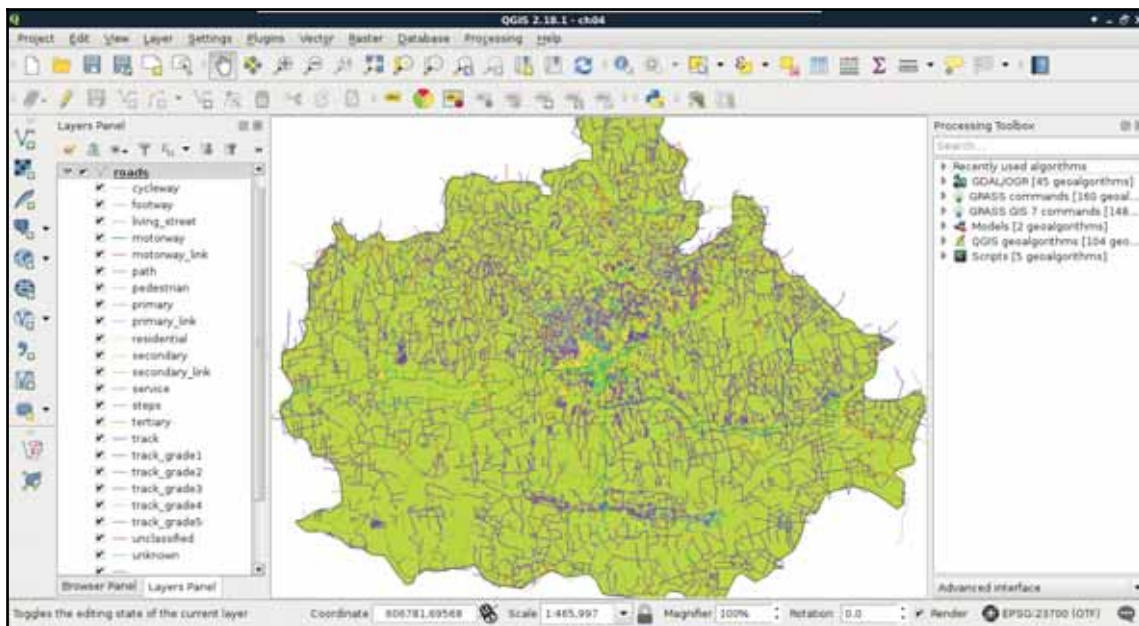 QGIS 2.18.1 - ch04
Project Edit View Layer Settings Plugins Vector Raster Database Processing Help
Layers Panel
roads
cycleway
footway
living_street
motorway
motorway_link
path
pedestrian
primary
primary_link
residential
secondary
secondary_link
service
steps
tertiary
track
track_grade1
track_grade2
track_grade3
track_grade4
track_grade5
unclassified
unknown
Browser Panel Layers Panel
Processing Toolbox
Search...
Recently used algorithms
GDAL/OGR [45 geoalgorithms]
GRASS commands [160 geoal...
GRASS GIS 7 commands [148...
Models [2 geoalgorithms]
QGIS geoalgorithms [104 geo...
Scripts [5 geoalgorithms]
Advanced interface
Toggles the editing state of the current layer Coordinate 606781,69568 Scale 1:465,997 Magnifier 100% Rotation 0.0 Render EPSG:23700 (OTF)